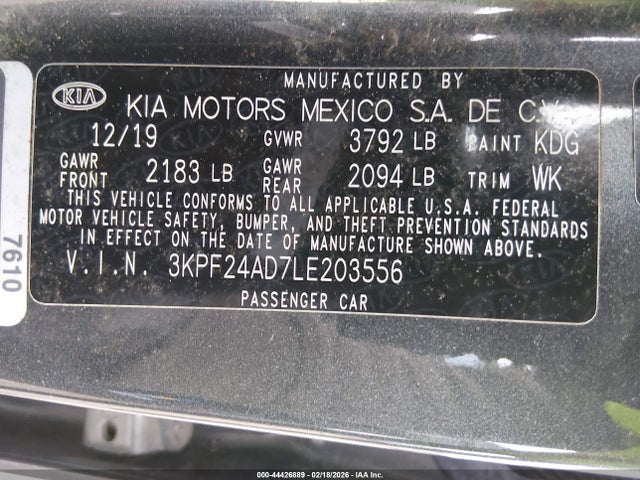 MANUFACTURED BY
KIA KIA MOTORS MEXICO S.A. DE C.V.
12/19 GVWR 3792 LB PAINT KDG
GAWR FRONT 2183 LB GAWR REAR 2094 LB TRIM WK
THIS VEHICLE CONFORMS TO ALL APPLICABLE U.S.A. FEDERAL
MOTOR VEHICLE SAFETY, BUMPER, AND THEFT PREVENTION STANDARDS
IN EFFECT ON THE DATE OF MANUFACTURE SHOWN ABOVE.
V.I.N. 3KPF24AD7LE203556
PASSENGER CAR
7610
000-44426889 - 02/18/2026 - IAA Inc.